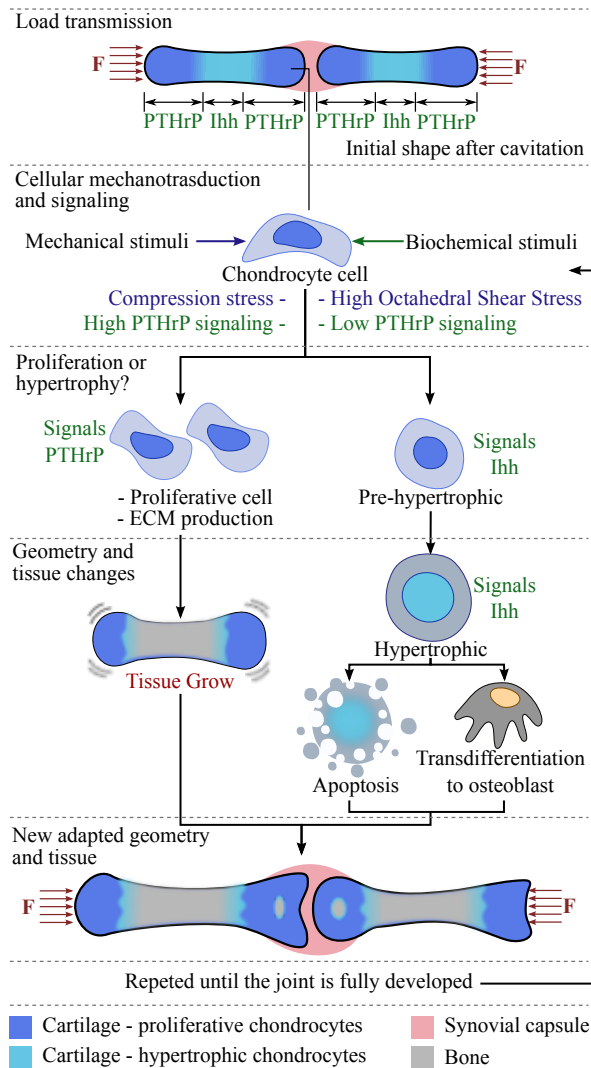 Load transmission
F F
PTHrP Ihh PTHrP PTHrP Ihh PTHrP
Initial shape after cavitation
Cellular mechanotrasduction
and signaling
Mechanical stimuli
Biochemical stimuli
Chondrocyte cell
Compression stress - - High Octahedral Shear Stress
High PTHrP signaling - - Low PTHrP signaling
Proliferation or
hypertrophy?
Signals
PTHrP
Signals
Ihh
- Proliferative cell
- ECM production
Pre-hypertrophic
Geometry and
tissue changes
Signals
Ihh
Hypertrophic
Tissue Grow
Apoptosis
Transdifferentiation
to osteoblast
New adapted geometry
and tissue
F F
Repeted until the joint is fully developed
Cartilage - proliferative chondrocytes
Synovial capsule
Cartilage - hypertrophic chondrocytes
Bone